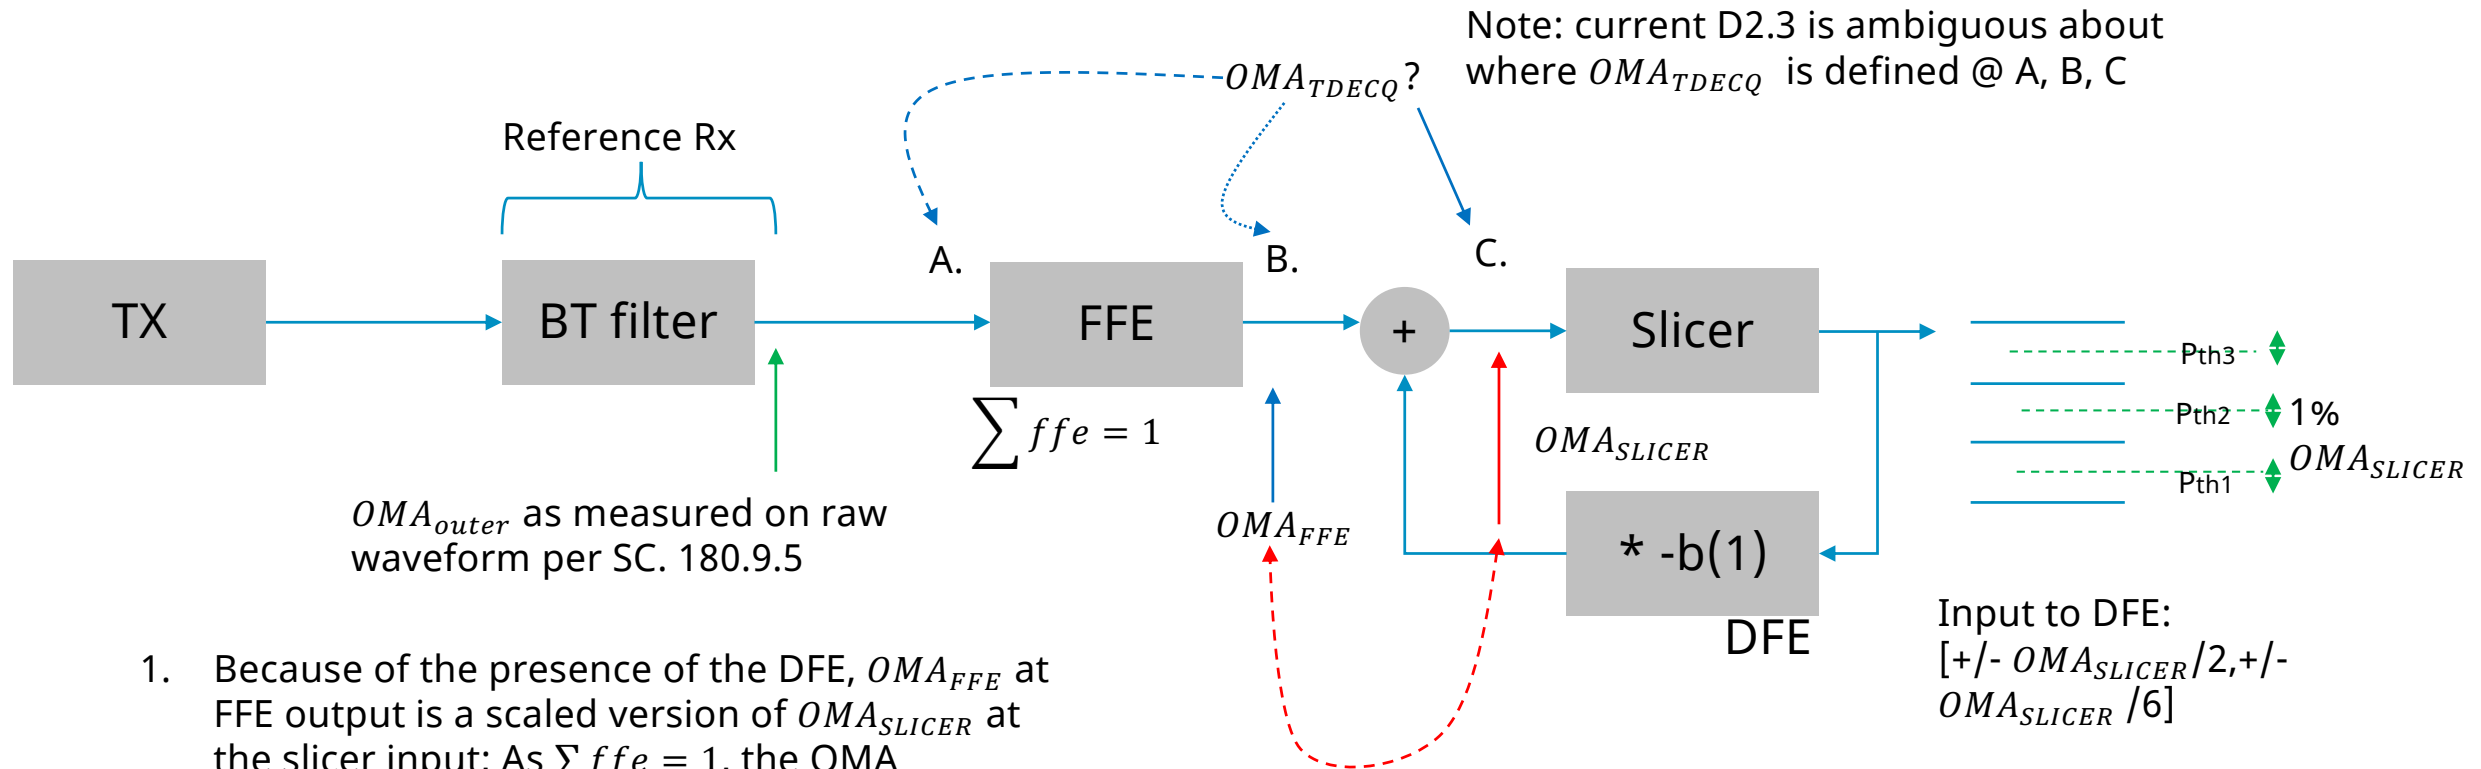 Note: current D2.3 is ambiguous about
where OMA_TDECQ is defined @ A, B, C
OMA_TDECQ?
Reference Rx
A.
B.
C.
TX
BT filter
FFE
+
Slicer
∑ ffe = 1
OMA_outer as measured on raw
waveform per SC. 180.9.5
OMA_FFE
OMA_SLICER
* -b(1)
DFE
Pth3
Pth2
Pth1
1%
OMA_SLICER
Input to DFE:
[+/- OMA_SLICER/2,+/-
OMA_SLICER /6]
1. Because of the presence of the DFE, OMA_FFE at
FFE output is a scaled version of OMA_SLICER at
the slicer input: As ∑ ffe = 1, the OMA